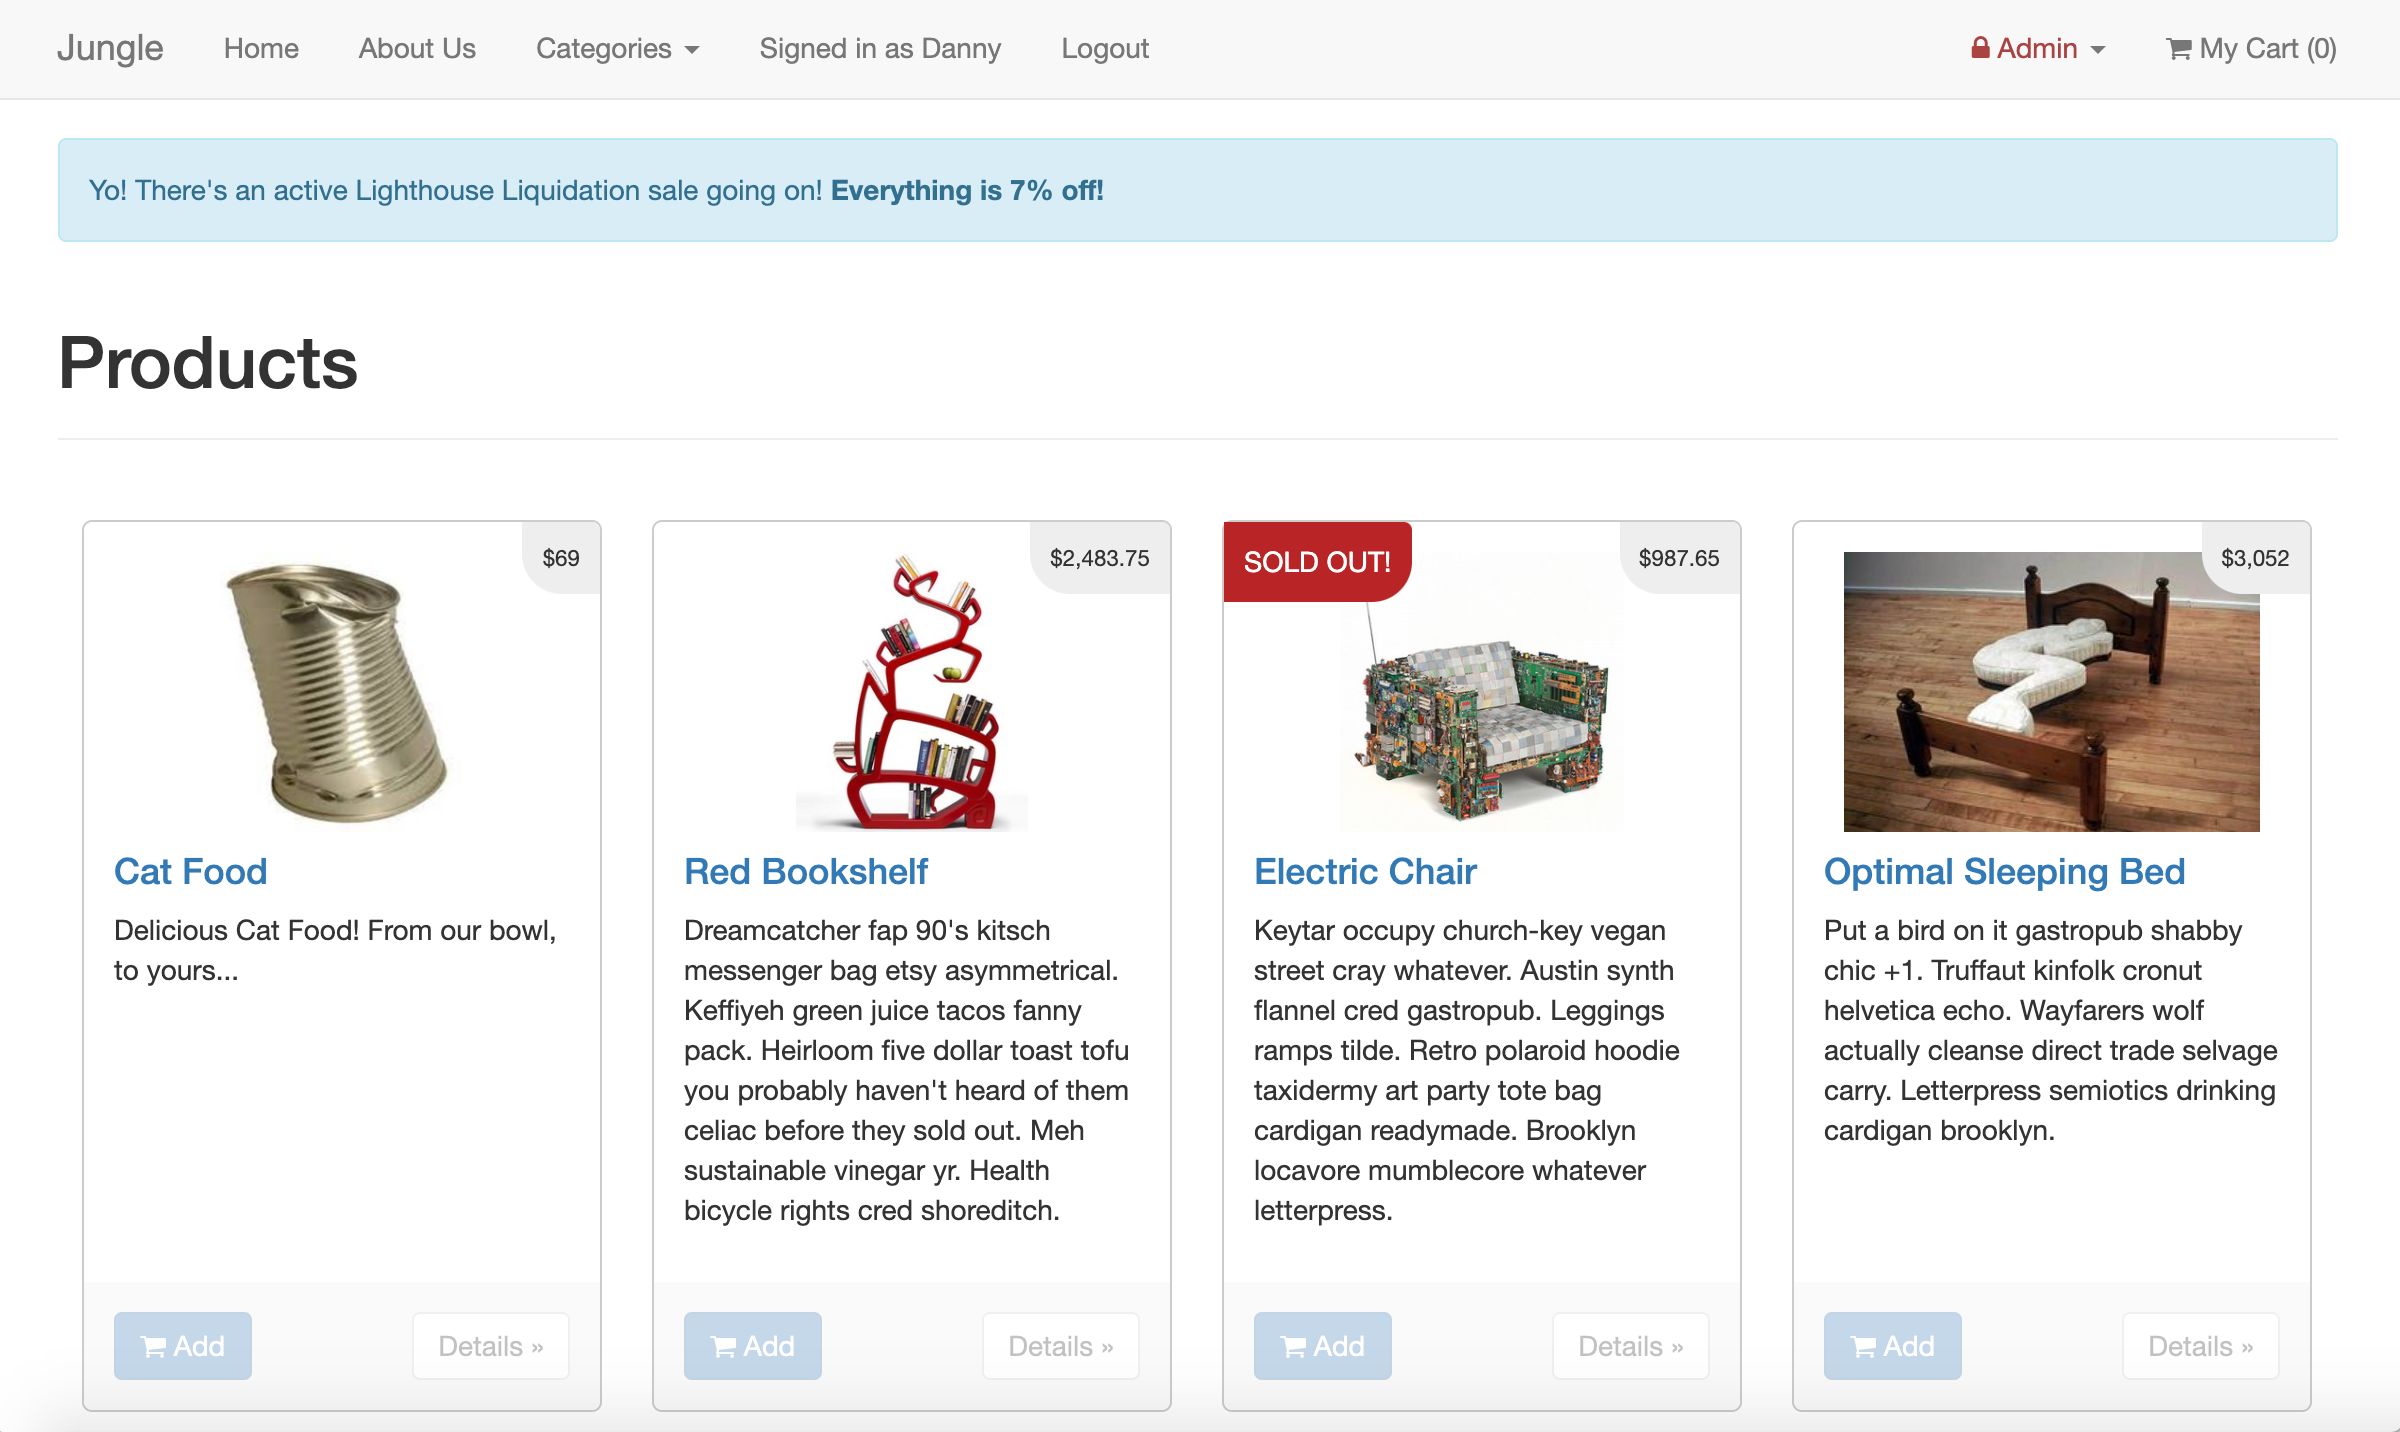 Jungle Home About Us Categories Signed in as Danny Logout Admin My Cart (0)
Yo! There's an active Lighthouse Liquidation sale going on! Everything is 7% off!
Products
$69
Cat Food
Delicious Cat Food! From our bowl,
to yours...
Add Details »
$2,483.75
Red Bookshelf
Dreamcatcher fap 90's kitsch
messenger bag etsy asymmetrical.
Keffiyeh green juice tacos fanny
pack. Heirloom five dollar toast tofu
you probably haven't heard of them
celiac before they sold out. Meh
sustainable vinegar yr. Health
bicycle rights cred shoreditch.
Add Details »
SOLD OUT! $987.65
Electric Chair
Keytar occupy church-key vegan
street cray whatever. Austin synth
flannel cred gastropub. Leggings
ramps tilde. Retro polaroid hoodie
taxidermy art party tote bag
cardigan readymade. Brooklyn
locavore mumblecore whatever
letterpress.
Add Details »
$3,052
Optimal Sleeping Bed
Put a bird on it gastropub shabby
chic +1. Truffaut kinfolk cronut
helvetica echo. Wayfarers wolf
actually cleanse direct trade selvage
carry. Letterpress semiotics drinking
cardigan brooklyn.
Add Details »